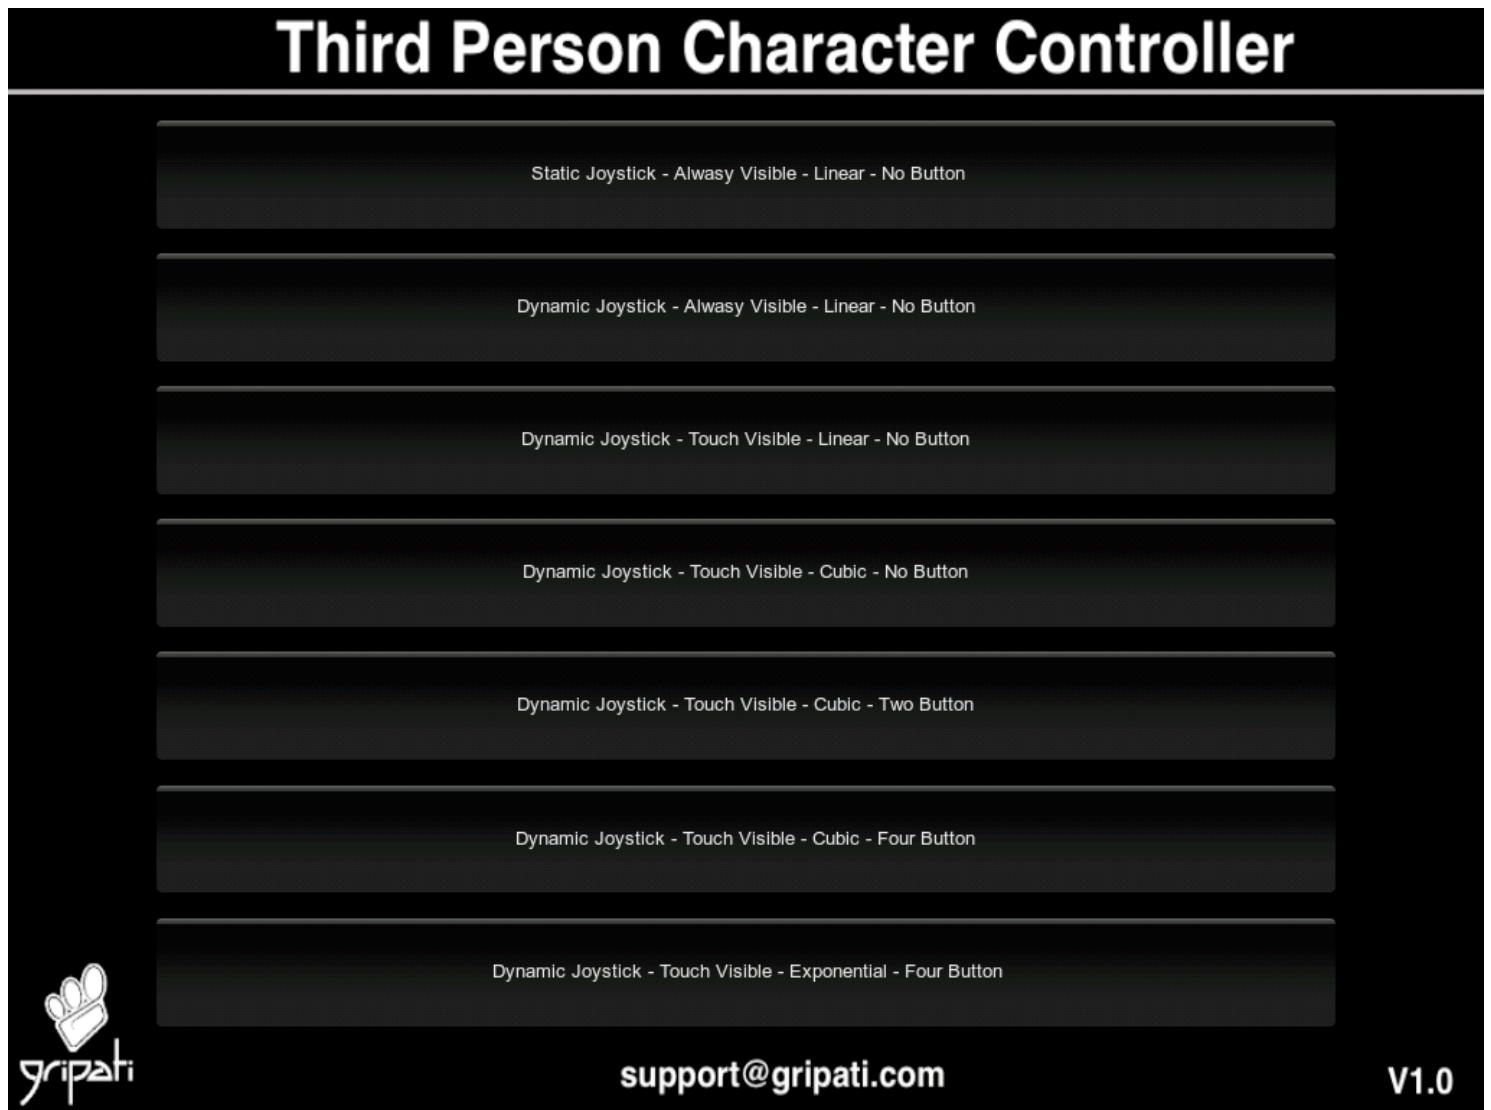 Third Person Character Controller
Static Joystick - Alwasy Visible - Linear - No Button
Dynamic Joystick - Alwasy Visible - Linear - No Button
Dynamic Joystick - Touch Visible - Linear - No Button
Dynamic Joystick - Touch Visible - Cubic - No Button
Dynamic Joystick - Touch Visible - Cubic - Two Button
Dynamic Joystick - Touch Visible - Cubic - Four Button
Dynamic Joystick - Touch Visible - Exponential - Four Button
gripati
support@gripati.com
V1.0